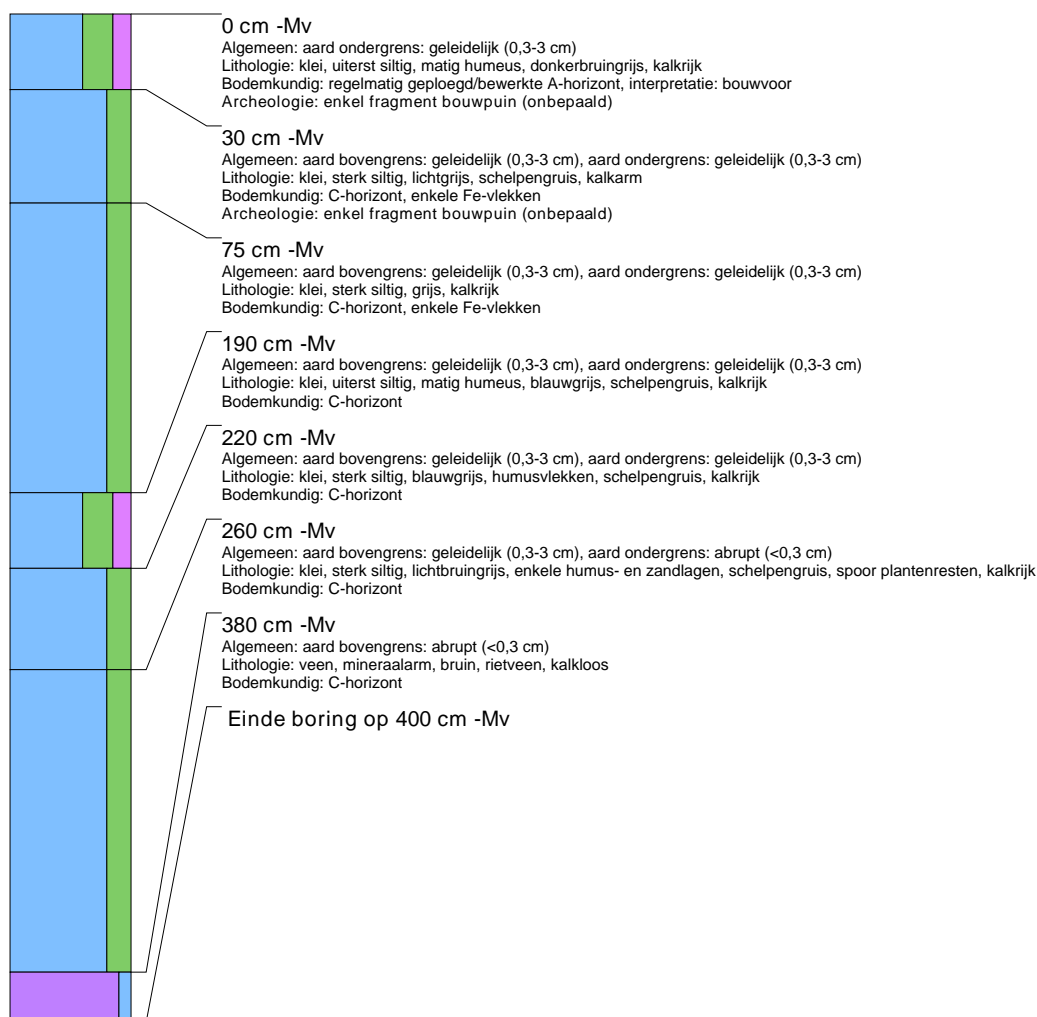 0 cm -Mv
Algemeen: aard ondergrens: geleidelijk (0,3-3 cm)
Lithologie: klei, uiterst siltig, matig humeus, donkerbruingrijs, kalkrijk
Bodemkundig: regelmatig geploegd/bewerkte A-horizont, interpretatie: bouwvoor
Archeologie: enkel fragment bouwpuin (onbepaald)
30 cm -Mv
Algemeen: aard bovengrens: geleidelijk (0,3-3 cm), aard ondergrens: geleidelijk (0,3-3 cm)
Lithologie: klei, sterk siltig, lichtgrijs, schelpengruis, kalkarm
Bodemkundig: C-horizont, enkele Fe-vlekken
Archeologie: enkel fragment bouwpuin (onbepaald)
75 cm -Mv
Algemeen: aard bovengrens: geleidelijk (0,3-3 cm), aard ondergrens: geleidelijk (0,3-3 cm)
Lithologie: klei, sterk siltig, grijs, kalkrijk
Bodemkundig: C-horizont, enkele Fe-vlekken
190 cm -Mv
Algemeen: aard bovengrens: geleidelijk (0,3-3 cm), aard ondergrens: geleidelijk (0,3-3 cm)
Lithologie: klei, uiterst siltig, matig humeus, blauwgrijs, schelpengruis, kalkrijk
Bodemkundig: C-horizont
220 cm -Mv
Algemeen: aard bovengrens: geleidelijk (0,3-3 cm), aard ondergrens: geleidelijk (0,3-3 cm)
Lithologie: klei, sterk siltig, blauwgrijs, humusvlekken, schelpengruis, kalkrijk
Bodemkundig: C-horizont
260 cm -Mv
Algemeen: aard bovengrens: geleidelijk (0,3-3 cm), aard ondergrens: abrupt (<0,3 cm)
Lithologie: klei, sterk siltig, lichtbruingrijs, enkele humus- en zandlagen, schelpengruis, spoor plantenresten, kalkrijk
Bodemkundig: C-horizont
380 cm -Mv
Algemeen: aard bovengrens: abrupt (<0,3 cm)
Lithologie: veen, mineraalarm, bruin, rietveen, kalkloos
Bodemkundig: C-horizont
Einde boring op 400 cm -Mv